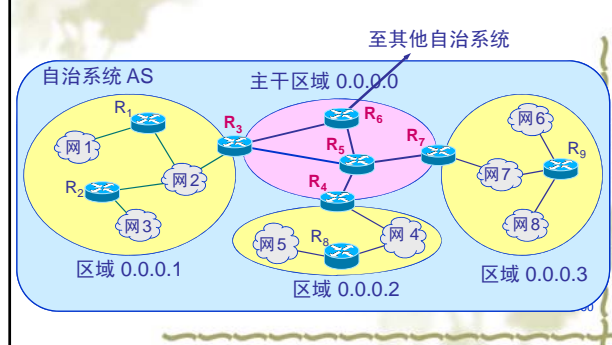 至其他自治系统
自治系统 AS
主干区域 0.0.0.0
R1
R6
R3
R7
网6
网1
R5
R9
R2
网2
R4
网7
网3
网5
R8
网 4
网8
区域 0.0.0.1
区域 0.0.0.2
区域 0.0.0.3